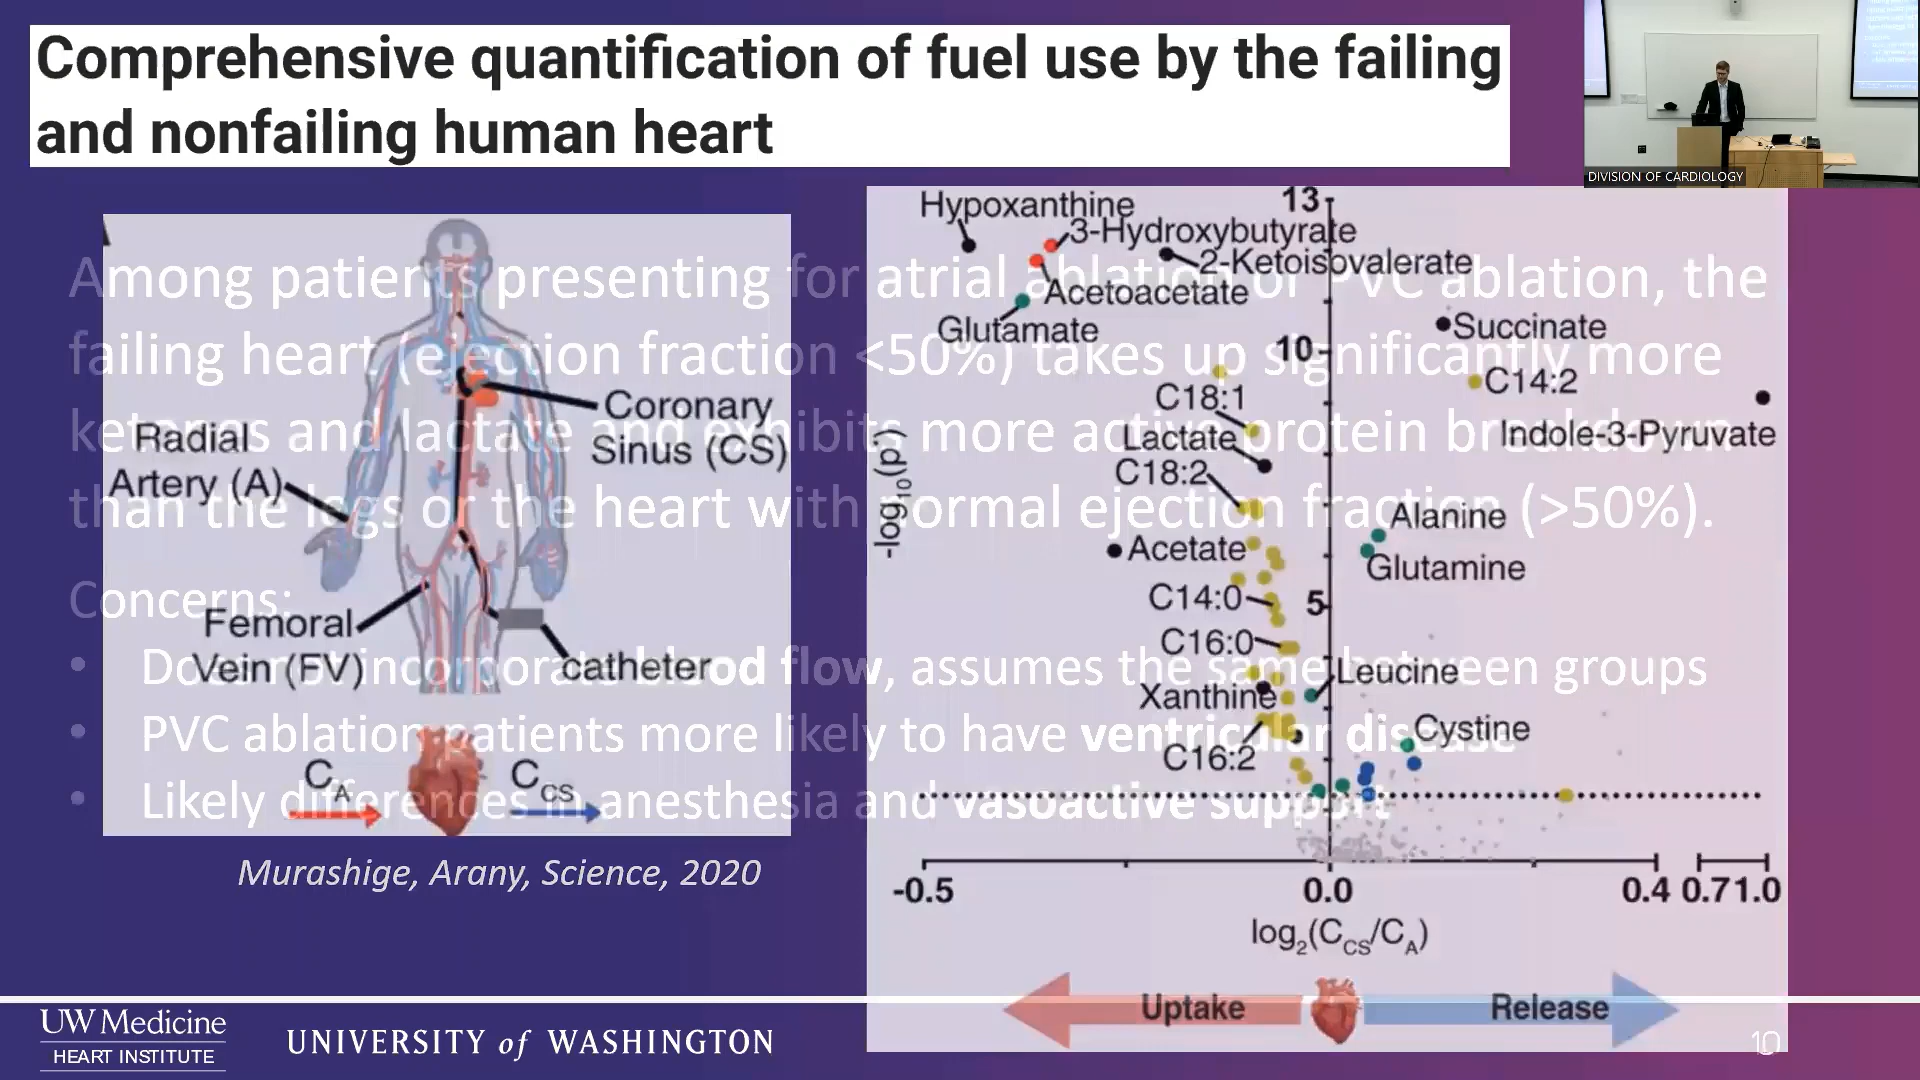 Comprehensive quantification of fuel use by the failing
and nonfailing human heart
DIVISION OF CARDIOLOGY
Among patients presenting for atrial ablation or PVC ablation, the
failing heart (ejection fraction <50%) takes up significantly more
ketones and lactate and exhibits more active protein breakdown
than the legs or the heart with normal ejection fraction (>50%).
Concerns:
• Does not incorporate blood flow, assumes the same between groups
• PVC ablation patients more likely to have ventricular disease
• Likely differences in anesthesia and vasoactive support
Radial
Artery (A)
Coronary
Sinus (CS)
Femoral
Vein (FV)
catheter
CA
CCS
Murashige, Arany, Science, 2020
13
Hypoxanthine
3-Hydroxybutyrate
2-Ketoisovalerate
Acetoacetate
Glutamate
Succinate
10
C14:2
C18:1
Indole-3-Pyruvate
Lactate
C18:2
-log10(p)
Alanine
Acetate
Glutamine
C14:0
5
C16:0
Leucine
Xanthine
Cystine
C16:2
-0.5
0.0
0.4
0.7
1.0
log2(CCS/CA)
Uptake
Release
UW Medicine
HEART INSTITUTE
UNIVERSITY of WASHINGTON